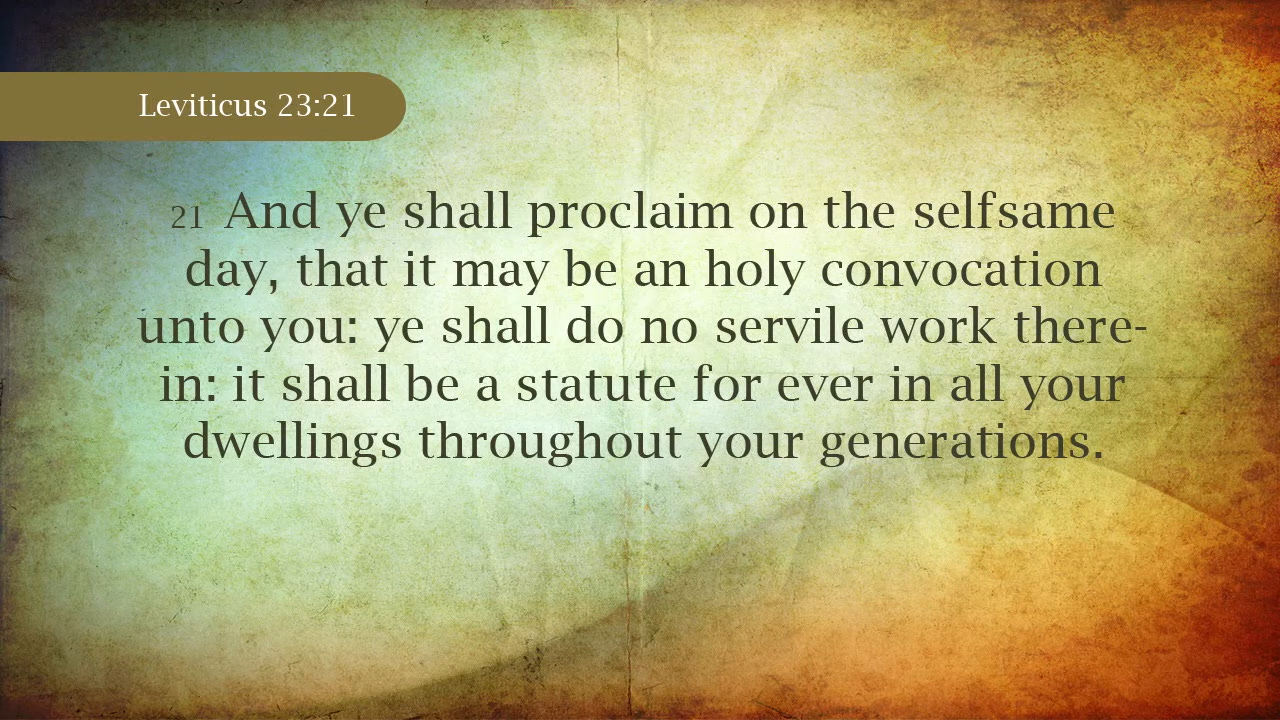 Leviticus 23:21
21 And ye shall proclaim on the selfsame
day, that it may be an holy convocation
unto you: ye shall do no servile work there-
in: it shall be a statute for ever in all your
dwellings throughout your generations.